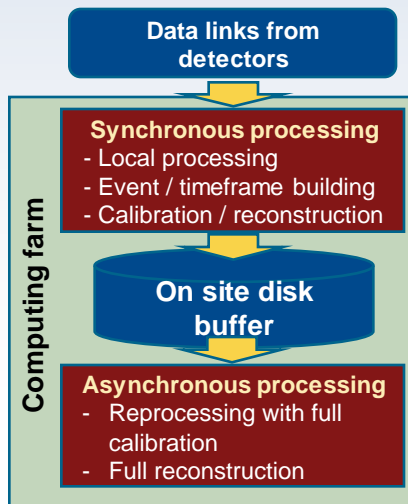 Data links from
detectors
Computing farm
Synchronous processing
- Local processing
- Event / timeframe building
- Calibration / reconstruction
On site disk
buffer
Asynchronous processing
- Reprocessing with full
calibration
- Full reconstruction